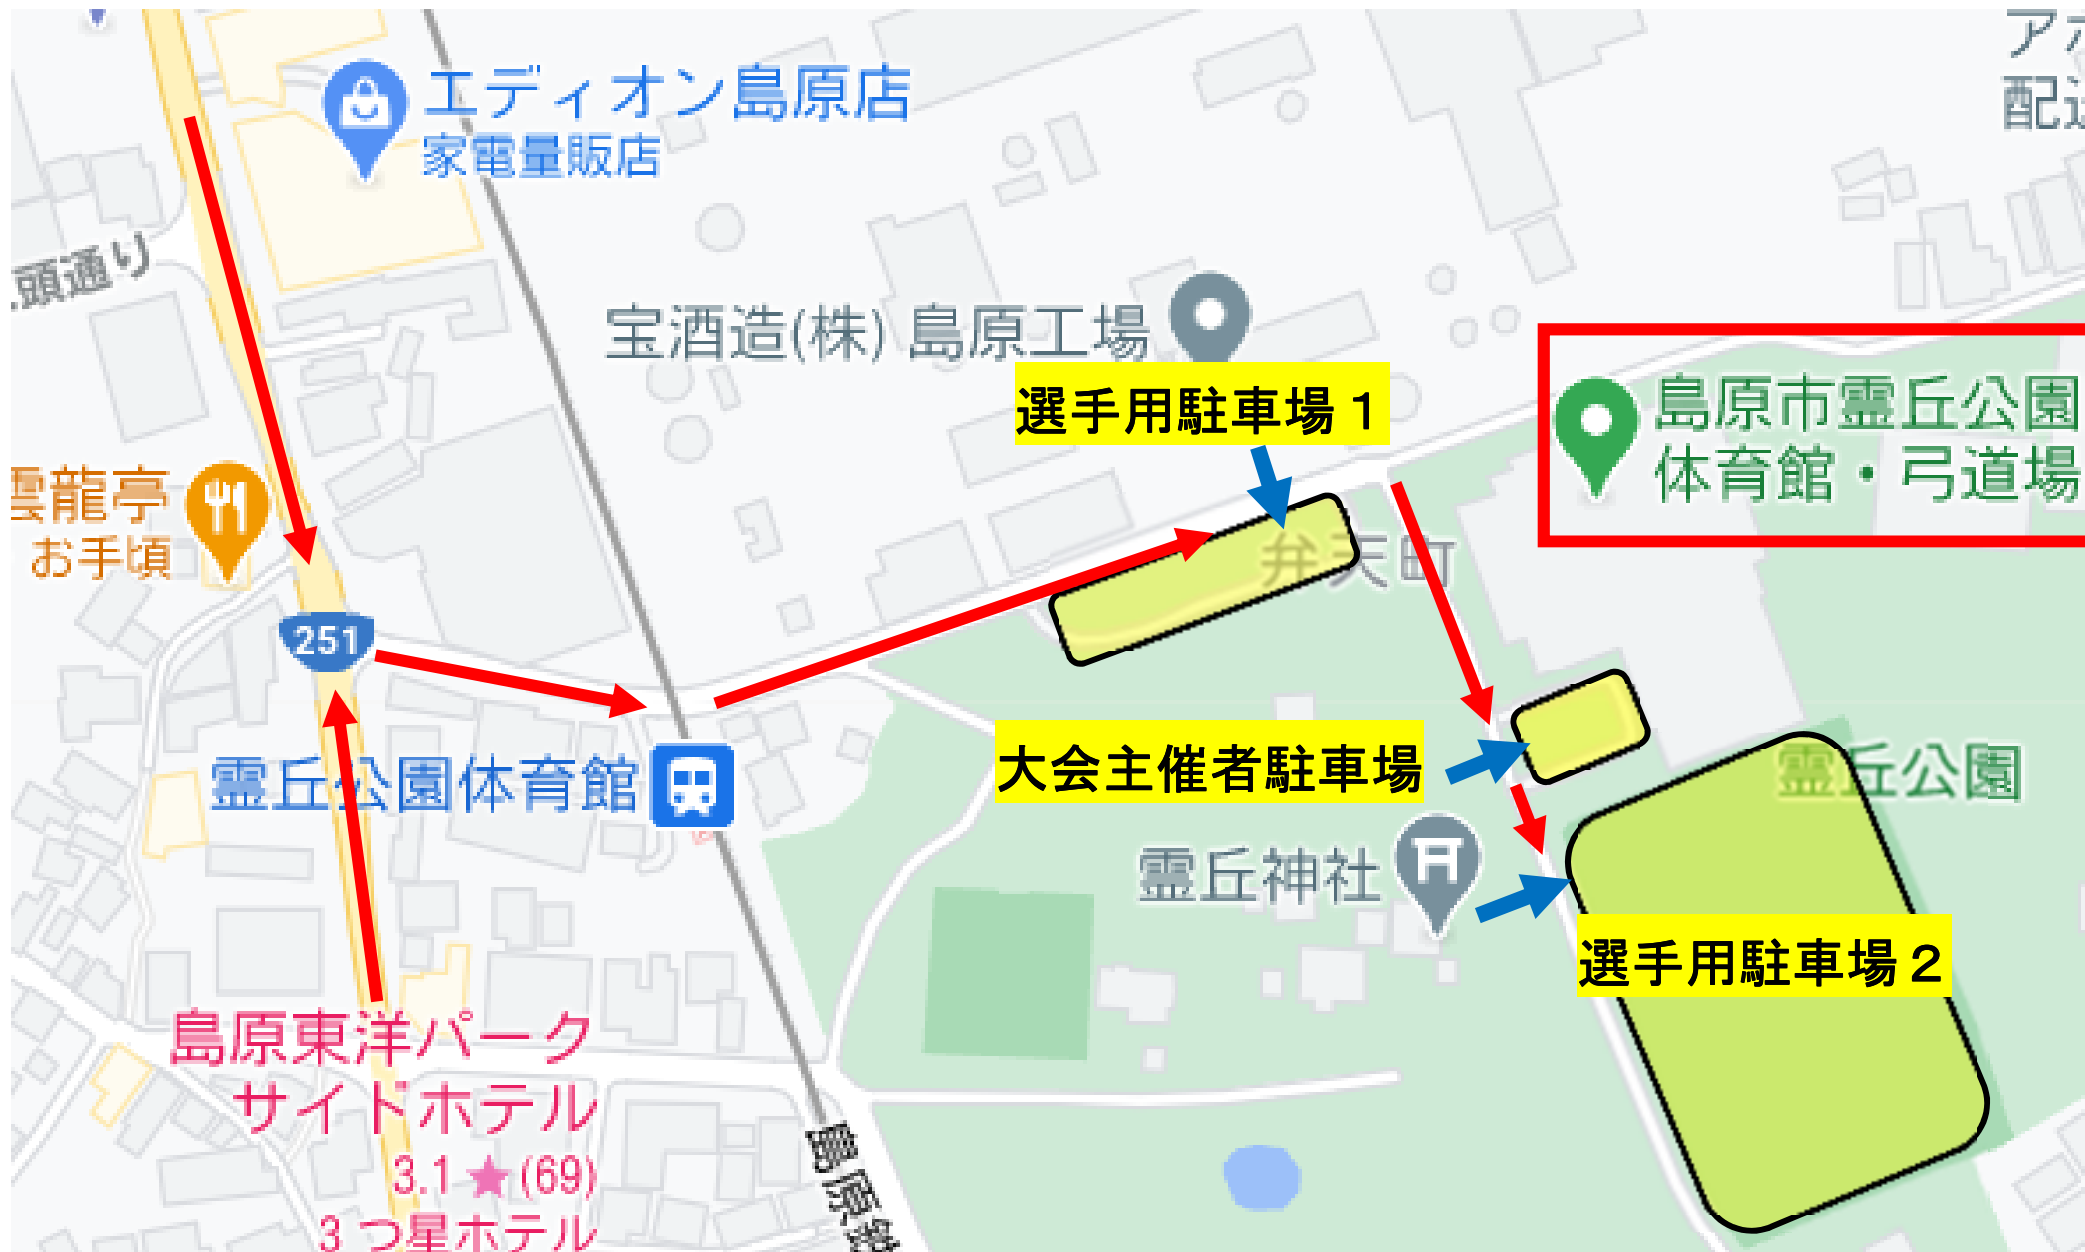 エディオン島原店
家電量販店
頭通り
宝酒造(株) 島原工場
選手用駐車場1
島原市霊丘公園
体育館・弓道場
雲龍亭
お手頃
弁天町
251
霊丘公園体育館
大会主催者駐車場
霊丘公園
霊丘神社
選手用駐車場2
島原東洋パーク
サイドホテル
3.1 ★ (69)
3 つ星ホテル
島原鉄